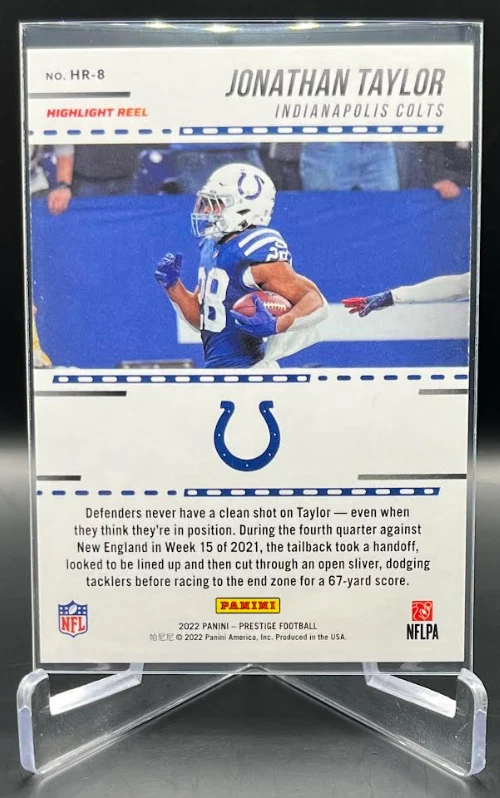 NO. HR-8
JONATHAN TAYLOR
HIGHLIGHT REEL
INDIANAPOLIS COLTS
28
28
Defenders never have a clean shot on Taylor — even when
they think they're in position. During the fourth quarter against
New England in Week 15 of 2021, the tailback took a handoff,
looked to be lined up and then cut through an open sliver, dodging
tacklers before racing to the end zone for a 67-yard score.
PANINI
NFL
2022 PANINI – PRESTIGE FOOTBALL
帕尼尼 © 2022 Panini America, Inc. Produced in the USA.
NFLPA